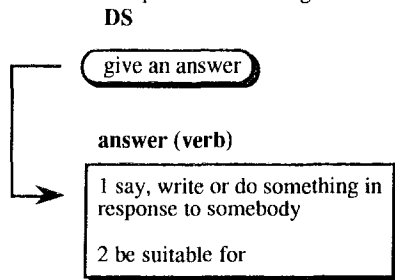 DS
give an answer
answer (verb)
1 say, write or do something in
response to somebody
2 be suitable for